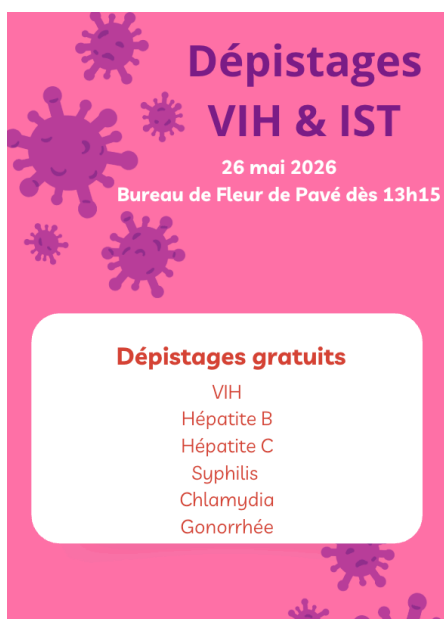 Dépistages
VIH & IST
26 mai 2026
Bureau de Fleur de Pavé dès 13h15
Dépistages gratuits
VIH
Hépatite B
Hépatite C
Syphilis
Chlamydia
Gonorrhée